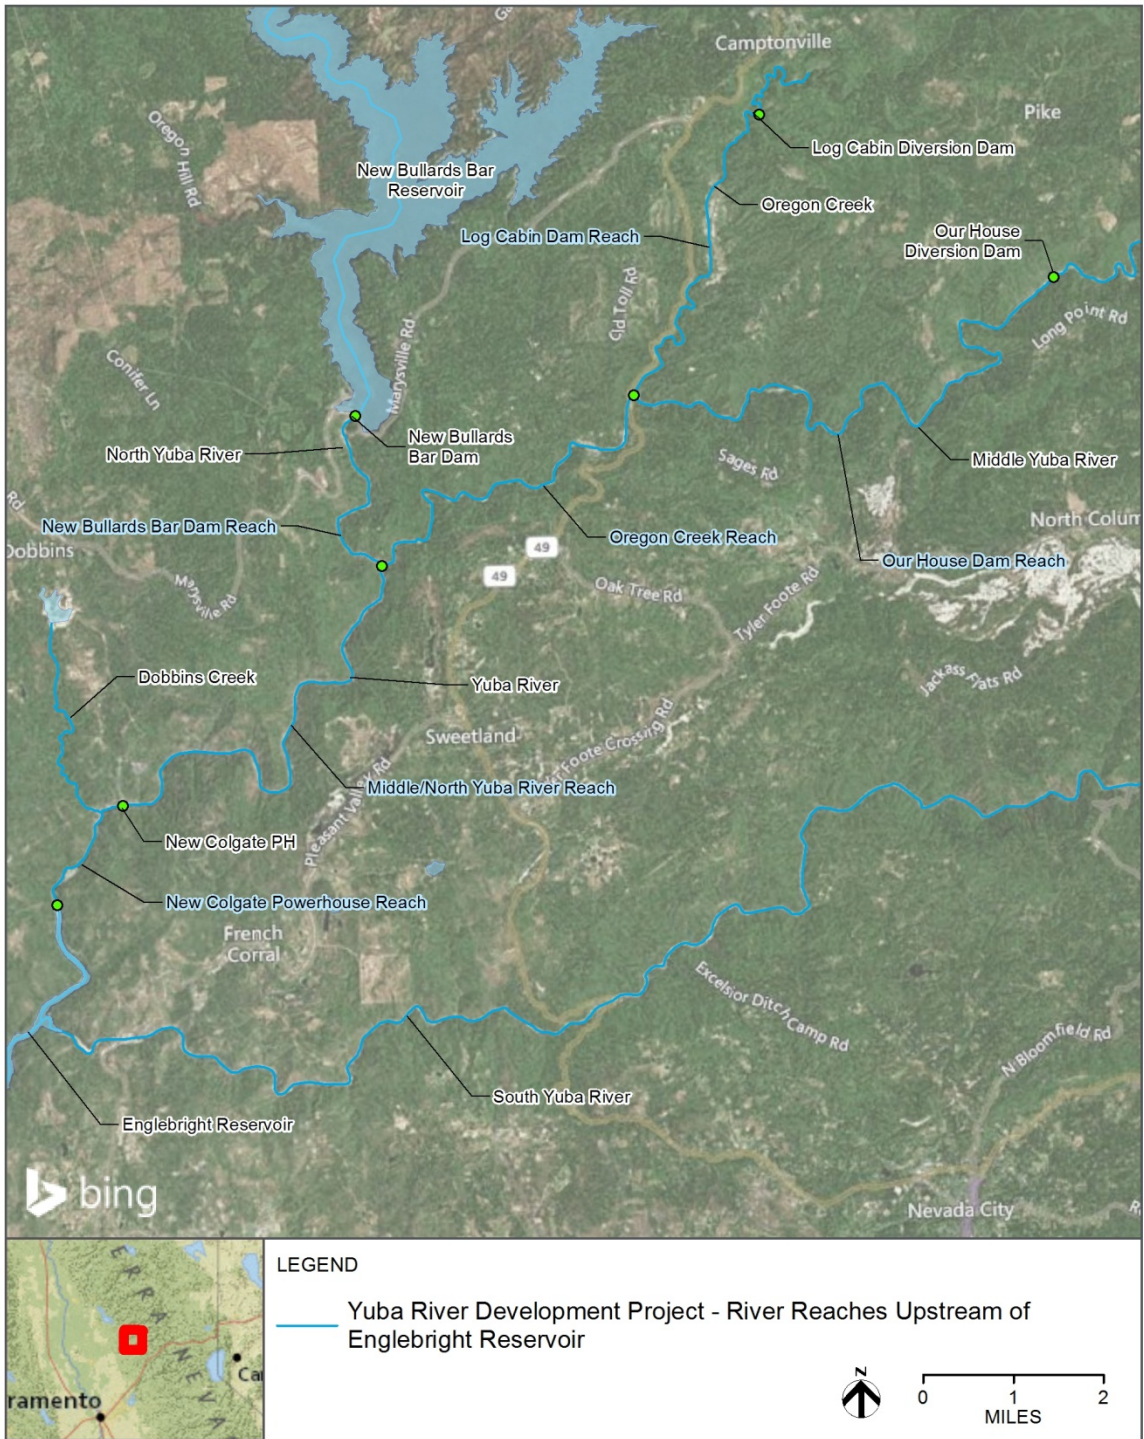 Camptonville
Pike
Oregon
Hill Rd
New Bullards Bar
Reservoir
Log Cabin Diversion Dam
Oregon Creek
Log Cabin Dam Reach
Our House
Diversion Dam
Old Toll Rd
Long Point Rd
Conifer Ln
Marysville Rd
New Bullards
Bar Dam
North Yuba River
Sages Rd
Middle Yuba River
Rd
New Bullards Bar Dam Reach
Oregon Creek Reach
North Colum
Dobbins
49
Our House Dam Reach
49
Marysville Rd
Oak Tree Rd
Tyler Foote Rd
Dobbins Creek
Yuba River
Jackass Flats Rd
Sweetland
Foote Crossing Rd
Middle/North Yuba River Reach
Pleasant Valley Rd
New Colgate PH
New Colgate Powerhouse Reach
French
Corral
Excelsior Ditch Camp Rd
N Bloomfield Rd
South Yuba River
Englebright Reservoir
bing
Nevada City
LEGEND
Yuba River Development Project - River Reaches Upstream of
Englebright Reservoir
ERRA NEV
Ca
ramento
N
0 1 2
MILES